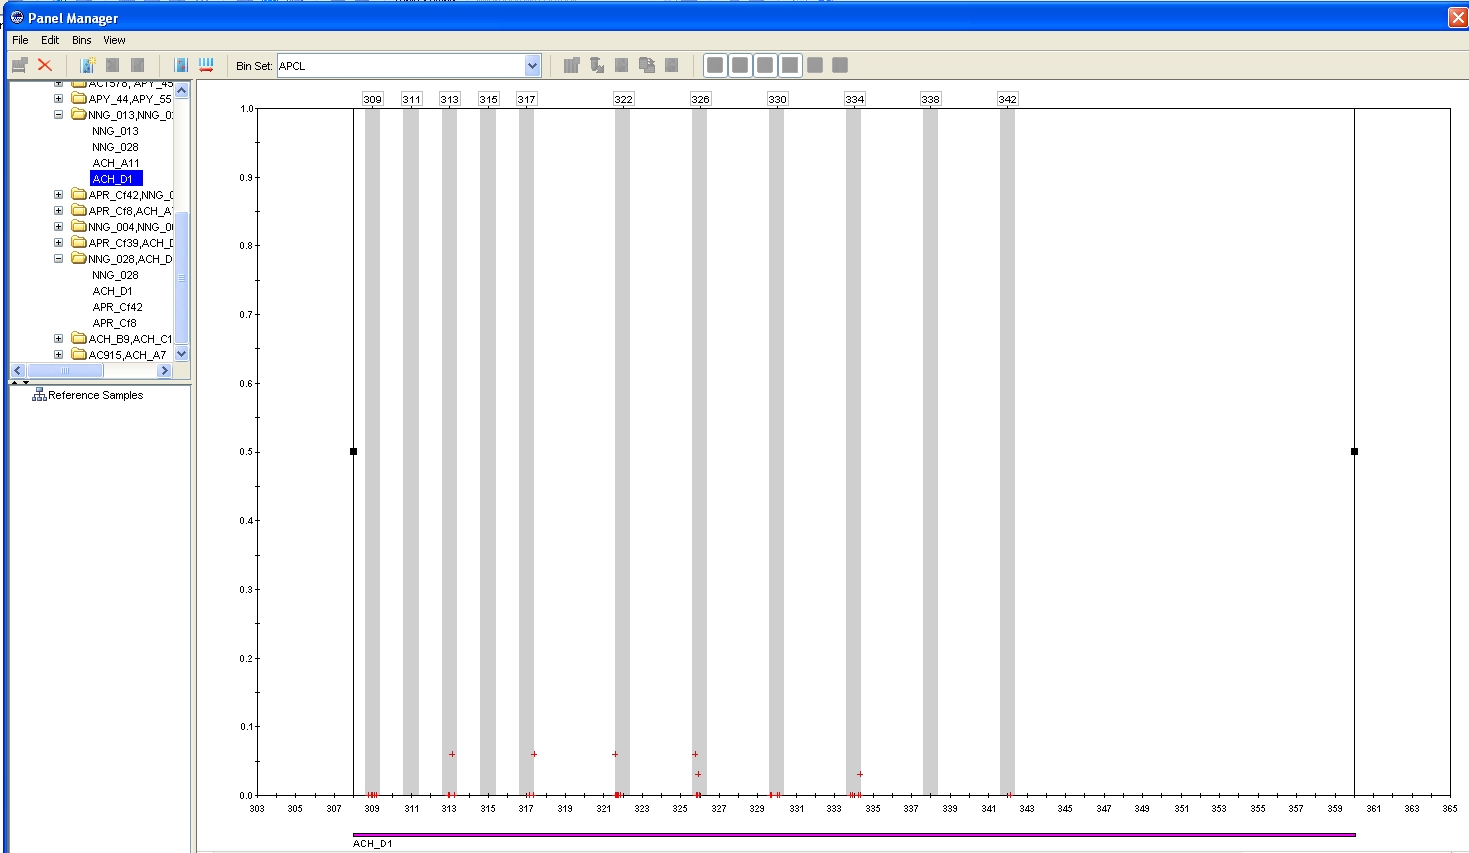 Panel Manager
File Edit Bins View
Bin Set: APCL
APY_44,APY_55
NNG_013,NNG_0
NNG_013
NNG_028
ACH_A11
ACH_D1
APR_Cf42,NNG_0
APR_Cf8,ACH_A
NNG_004,NNG_0
APR_Cf39,ACH_D
NNG_028,ACH_D
NNG_028
ACH_D1
APR_Cf42
APR_Cf8
ACH_B9,ACH_C1
AC915,ACH_A7
Reference Samples
309 311 313 315 317 322 326 330 334 338 342
1.0
0.9
0.8
0.7
0.6
0.5
0.4
0.3
0.2
0.1
0.0
303 305 307 309 311 313 315 317 319 321 323 325 327 329 331 333 335 337 339 341 343 345 347 349 351 353 355 357 359 361 363 365
ACH_D1